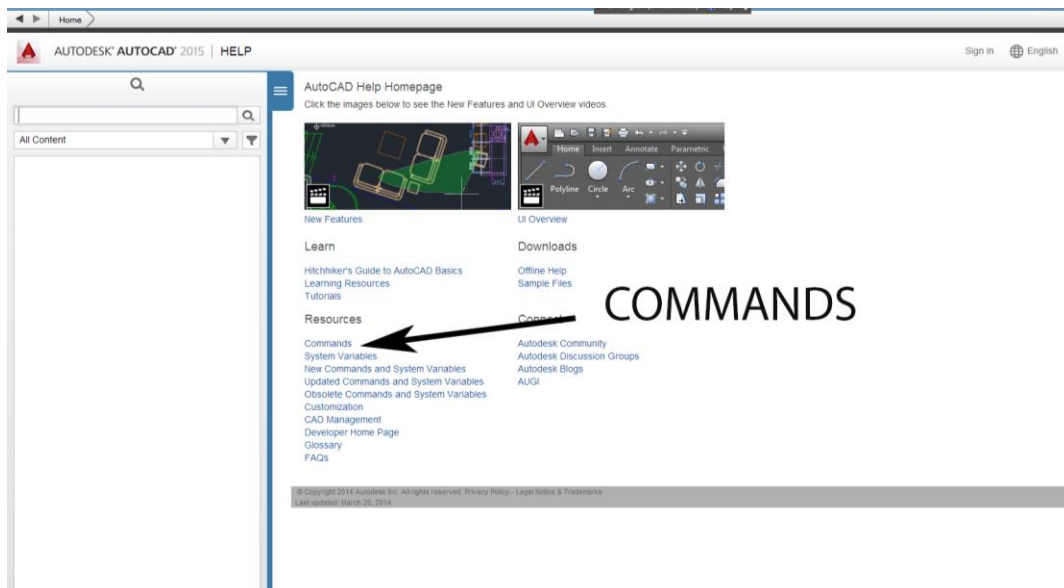 Home
AUTODESK® AUTOCAD® 2015 | HELP
Sign In
English
All Content
AutoCAD Help Homepage
Click the images below to see the New Features and UI Overview videos.
Home Insert Annotate Parametric
Polyline Circle Arc
New Features
UI Overview
Learn
Hitchhiker's Guide to AutoCAD Basics
Learning Resources
Tutorials
Downloads
Offline Help
Sample Files
COMMANDS
Resources
Commands
System Variables
New Commands and System Variables
Updated Commands and System Variables
Obsolete Commands and System Variables
Customization
CAD Management
Developer Home Page
Glossary
FAQs
Connect
Autodesk Community
Autodesk Discussion Groups
Autodesk Blogs
AUGI
© Copyright 2014 Autodesk Inc. All rights reserved. Privacy Policy - Legal Notice & Trademarks
Last updated: March 20, 2014